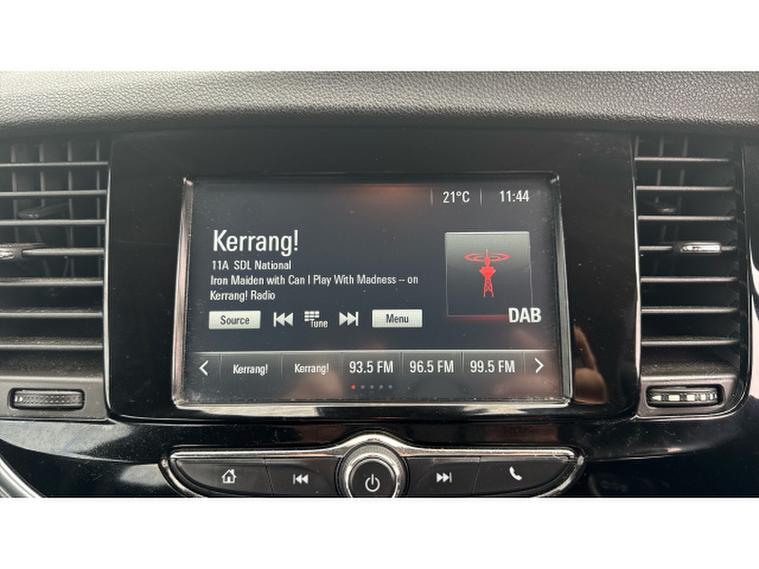 21°C 11:44
Kerrang!
11A SDL National
Iron Maiden with Can I Play With Madness -- on
Kerrang! Radio
DAB
Source Tune Menu
Kerrang! Kerrang! 93.5 FM 96.5 FM 99.5 FM